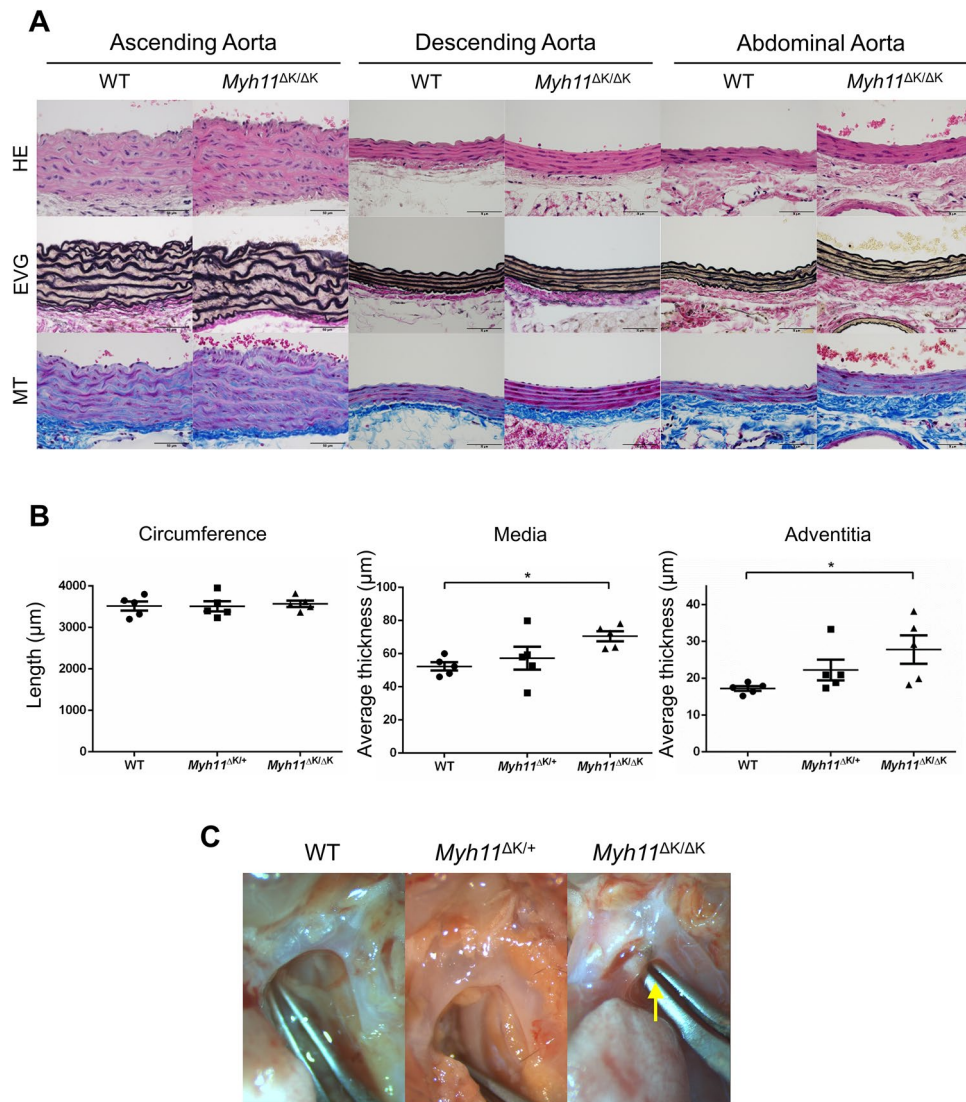 A
Ascending Aorta Descending Aorta Abdominal Aorta
WT Myh11ΔK/ΔK WT Myh11ΔK/ΔK WT Myh11ΔK/ΔK
HE
EVG
MT
B
Circumference Media Adventitia
Length (μm)
4000
3000
2000
1000
0
WT Myh11ΔK/+ Myh11ΔK/ΔK
Average thickness (μm)
100
80
60
40
20
0
*
WT Myh11ΔK/+ Myh11ΔK/ΔK
Average thickness (μm)
40
30
20
10
0
*
WT Myh11ΔK/+ Myh11ΔK/ΔK
C
WT Myh11ΔK/+ Myh11ΔK/ΔK